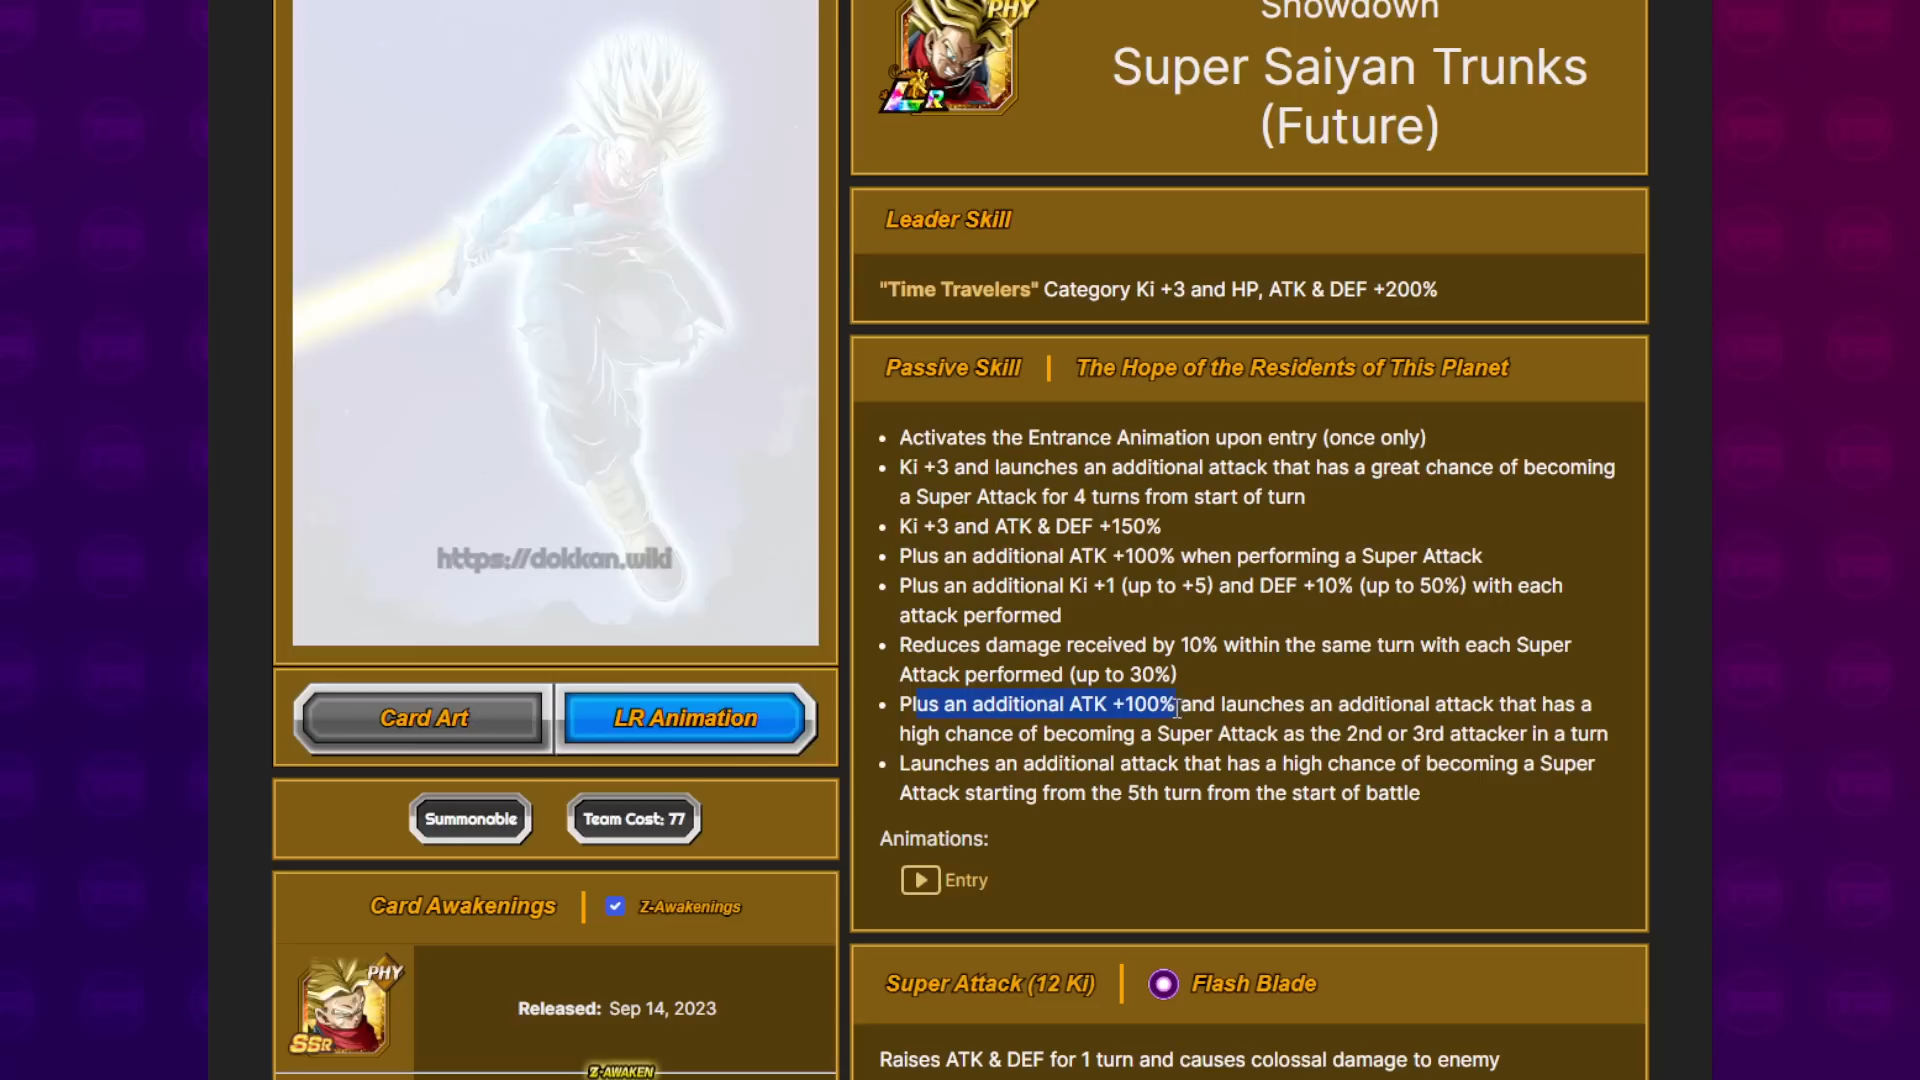 https://dokkan.wiki
Card Art
LR Animation
Summonable
Team Cost: 77
Card Awakenings
Z-Awakenings
PHY
SSR
Released: Sep 14, 2023
Z-AWAKEN
PHY
LR
Showdown
Super Saiyan Trunks
(Future)
Leader Skill
"Time Travelers" Category Ki +3 and HP, ATK & DEF +200%
Passive Skill
The Hope of the Residents of This Planet
• Activates the Entrance Animation upon entry (once only)
• Ki +3 and launches an additional attack that has a great chance of becoming
a Super Attack for 4 turns from start of turn
• Ki +3 and ATK & DEF +150%
• Plus an additional ATK +100% when performing a Super Attack
• Plus an additional Ki +1 (up to +5) and DEF +10% (up to 50%) with each
attack performed
• Reduces damage received by 10% within the same turn with each Super
Attack performed (up to 30%)
• Plus an additional ATK +100% and launches an additional attack that has a
high chance of becoming a Super Attack as the 2nd or 3rd attacker in a turn
• Launches an additional attack that has a high chance of becoming a Super
Attack starting from the 5th turn from the start of battle
Animations:
Entry
Super Attack (12 Ki)
Flash Blade
Raises ATK & DEF for 1 turn and causes colossal damage to enemy